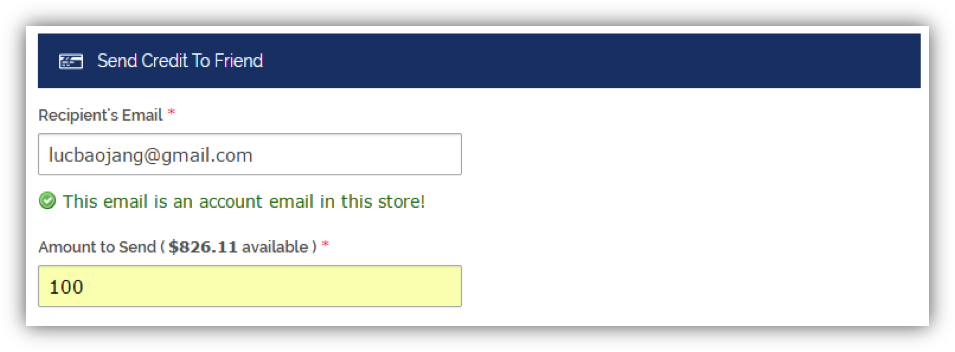 Send Credit To Friend
Recipient's Email *
lucbaojang@gmail.com
This email is an account email in this store!
Amount to Send ( $826.11 available ) *
100